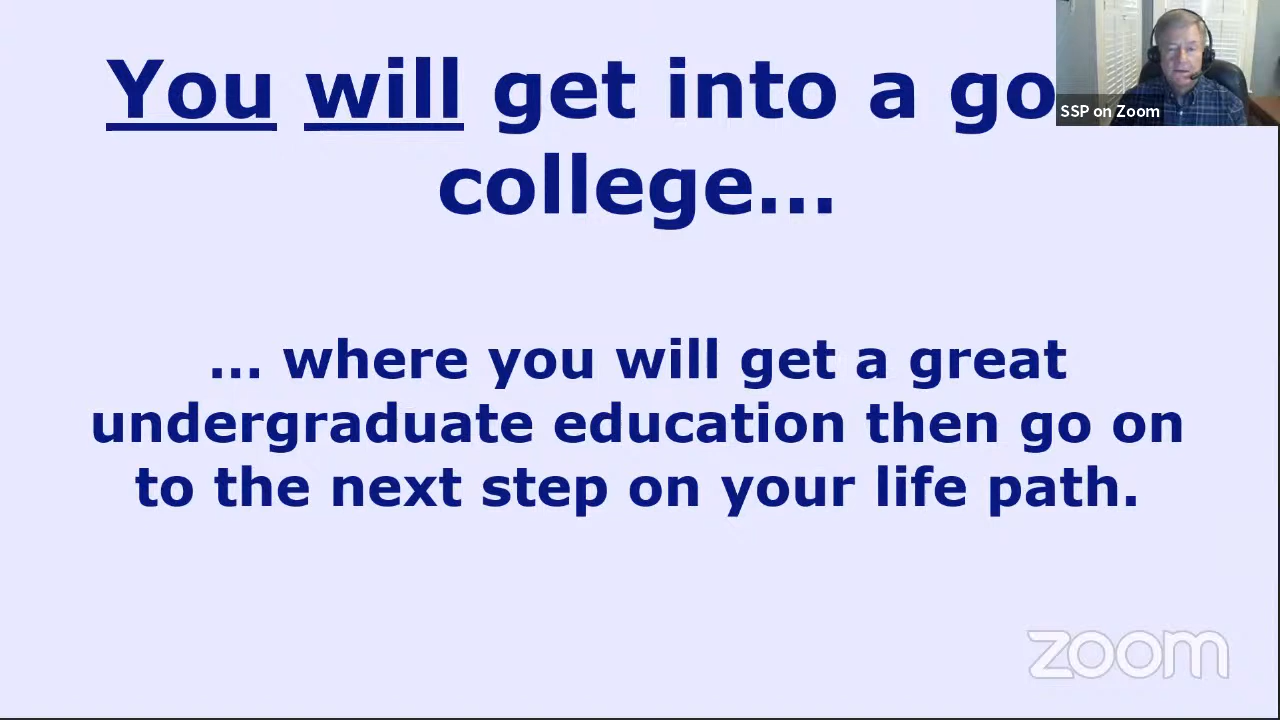 You will get into a go
SSP on Zoom
college...
... where you will get a great
undergraduate education then go on
to the next step on your life path.
zoom